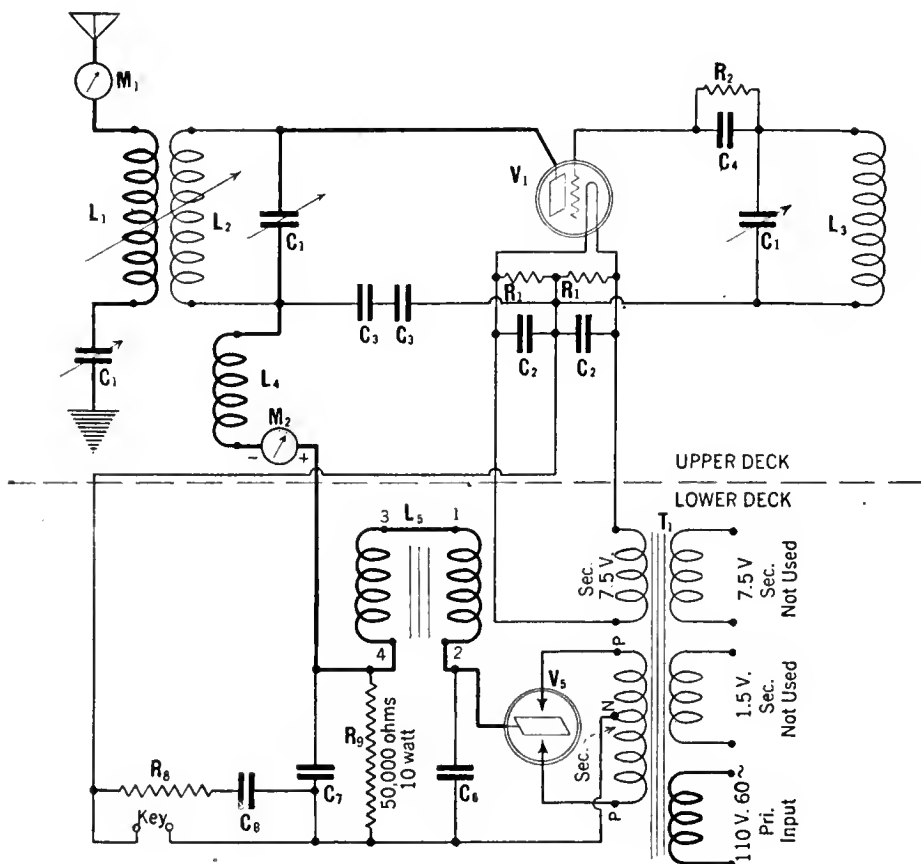 M₁
R₂
C₄
V₁
L₁
L₂
C₁
C₁
L₃
R₁
R₁
C₃
C₃
C₂
C₂
C₁
L₄
M₂
-
+
UPPER DECK
LOWER DECK
3
L₅
1
T₁
Sec.
7.5 V.
7.5 V.
Sec.
Not Used
4
2
P
V₅
N
Sec.
1.5 V.
Sec.
Not Used
R₉
50,000 ohms
10 watt
R₈
C₈
C₇
C₆
P
Key
110 V. 60~
Pri.
Input